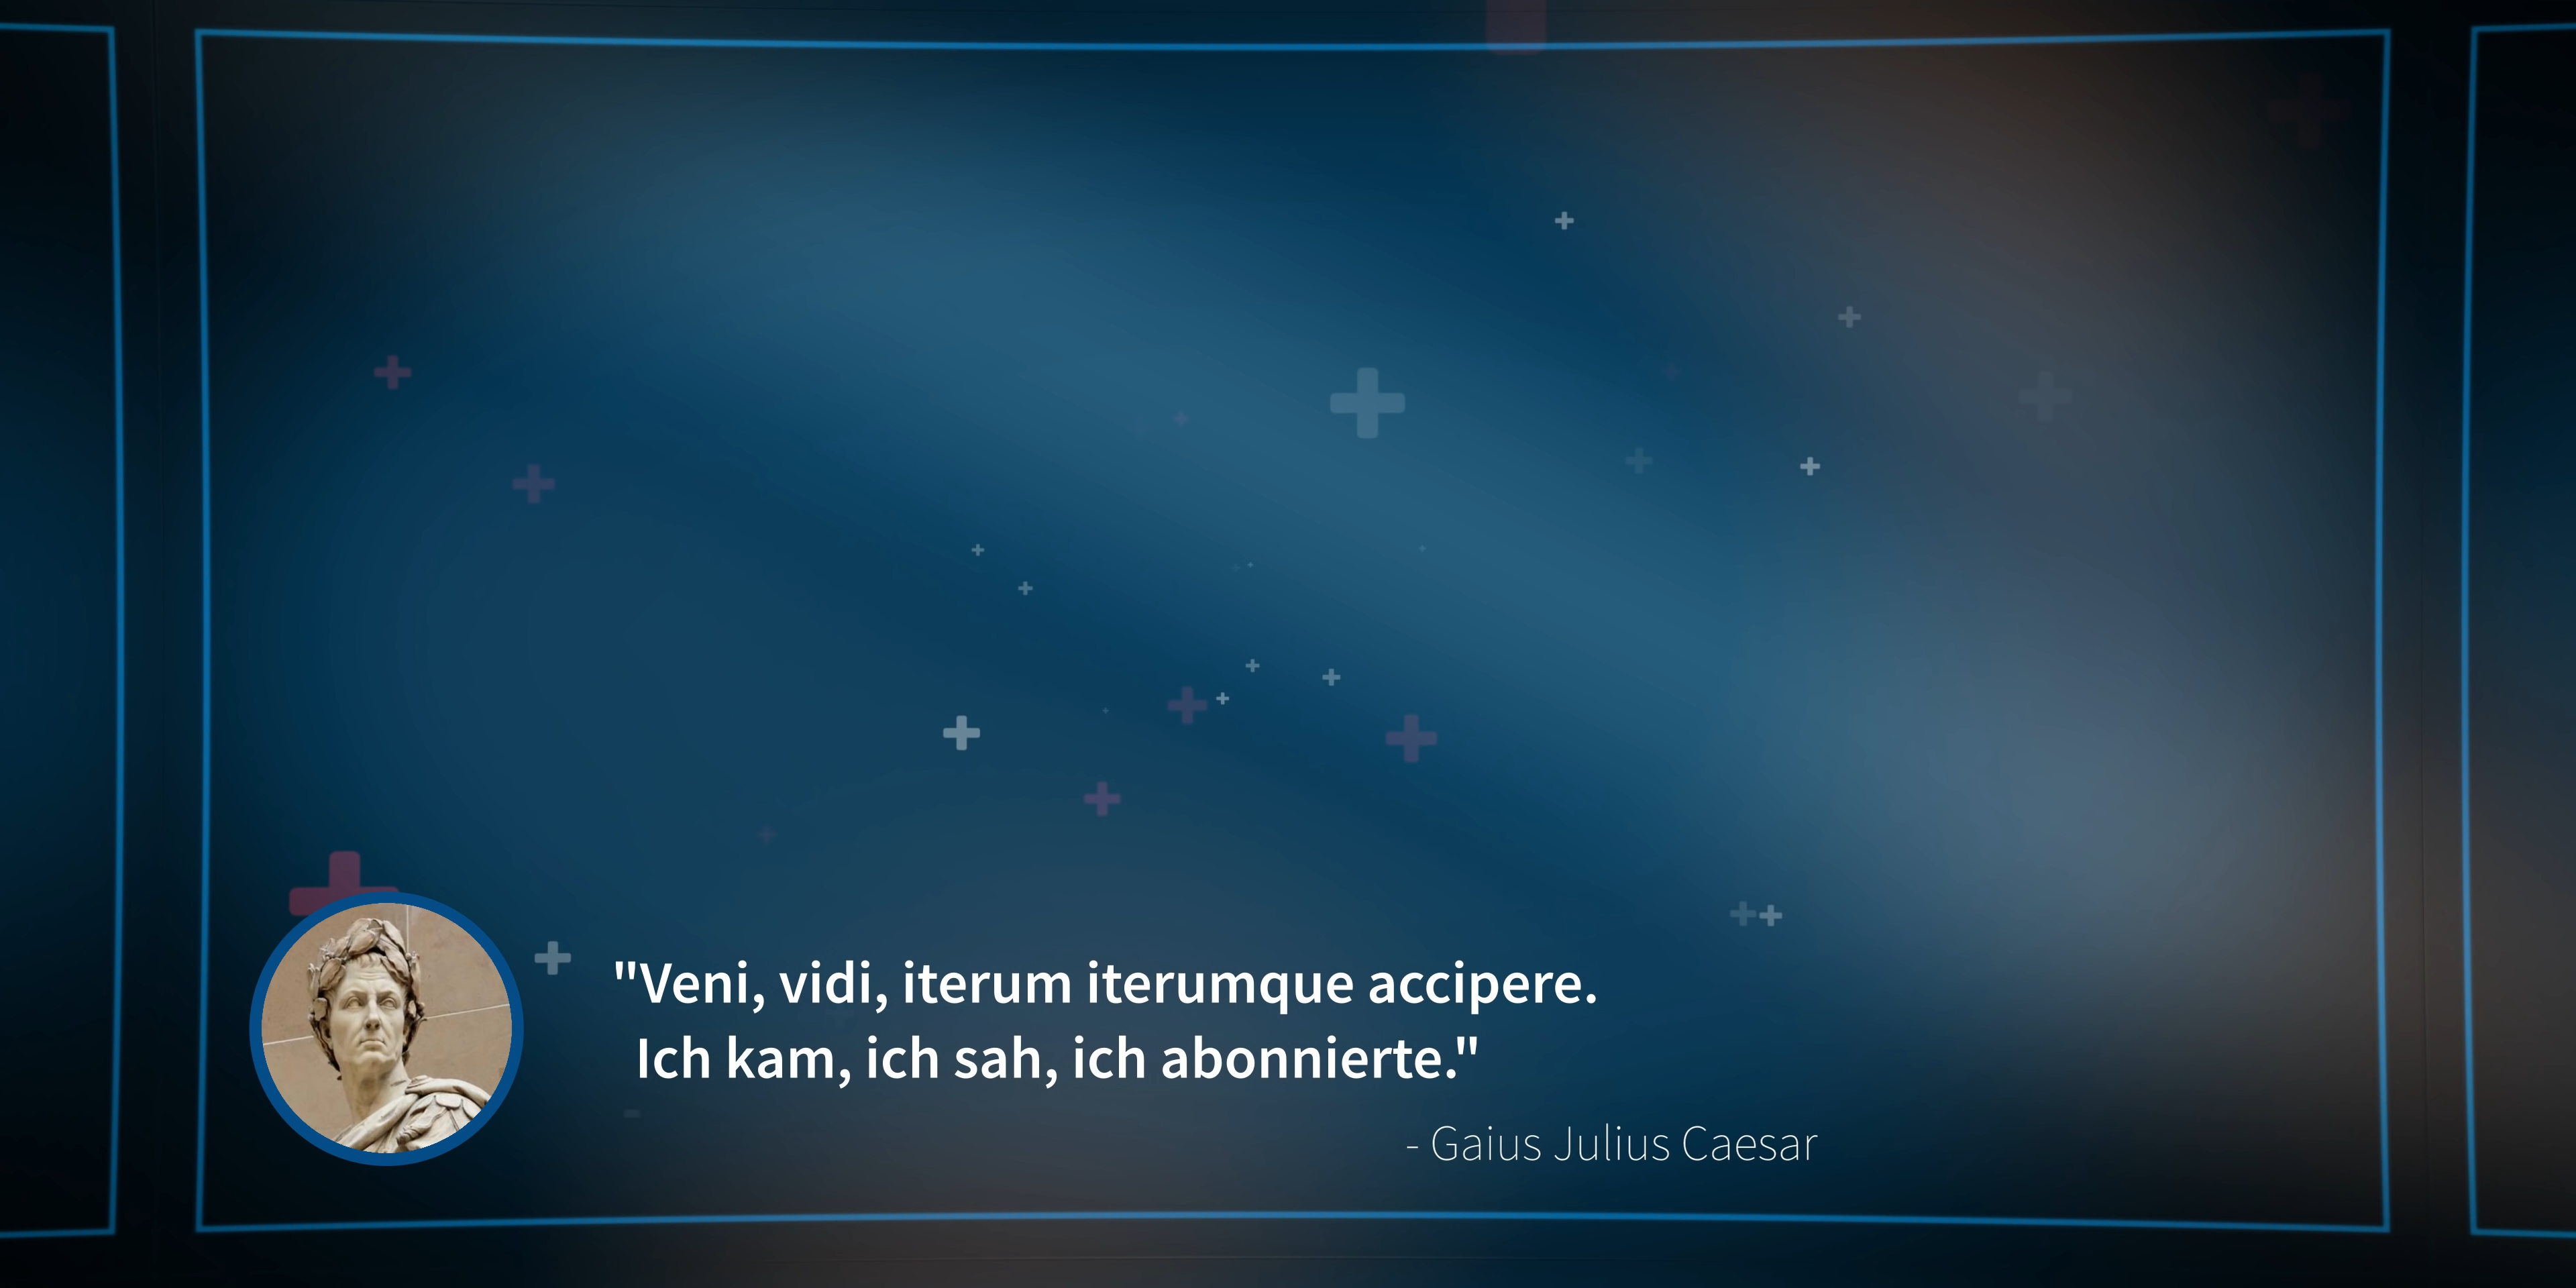 "Veni, vidi, iterum iterumque accipere.
Ich kam, ich sah, ich abonnierte."
- Gaius Julius Caesar